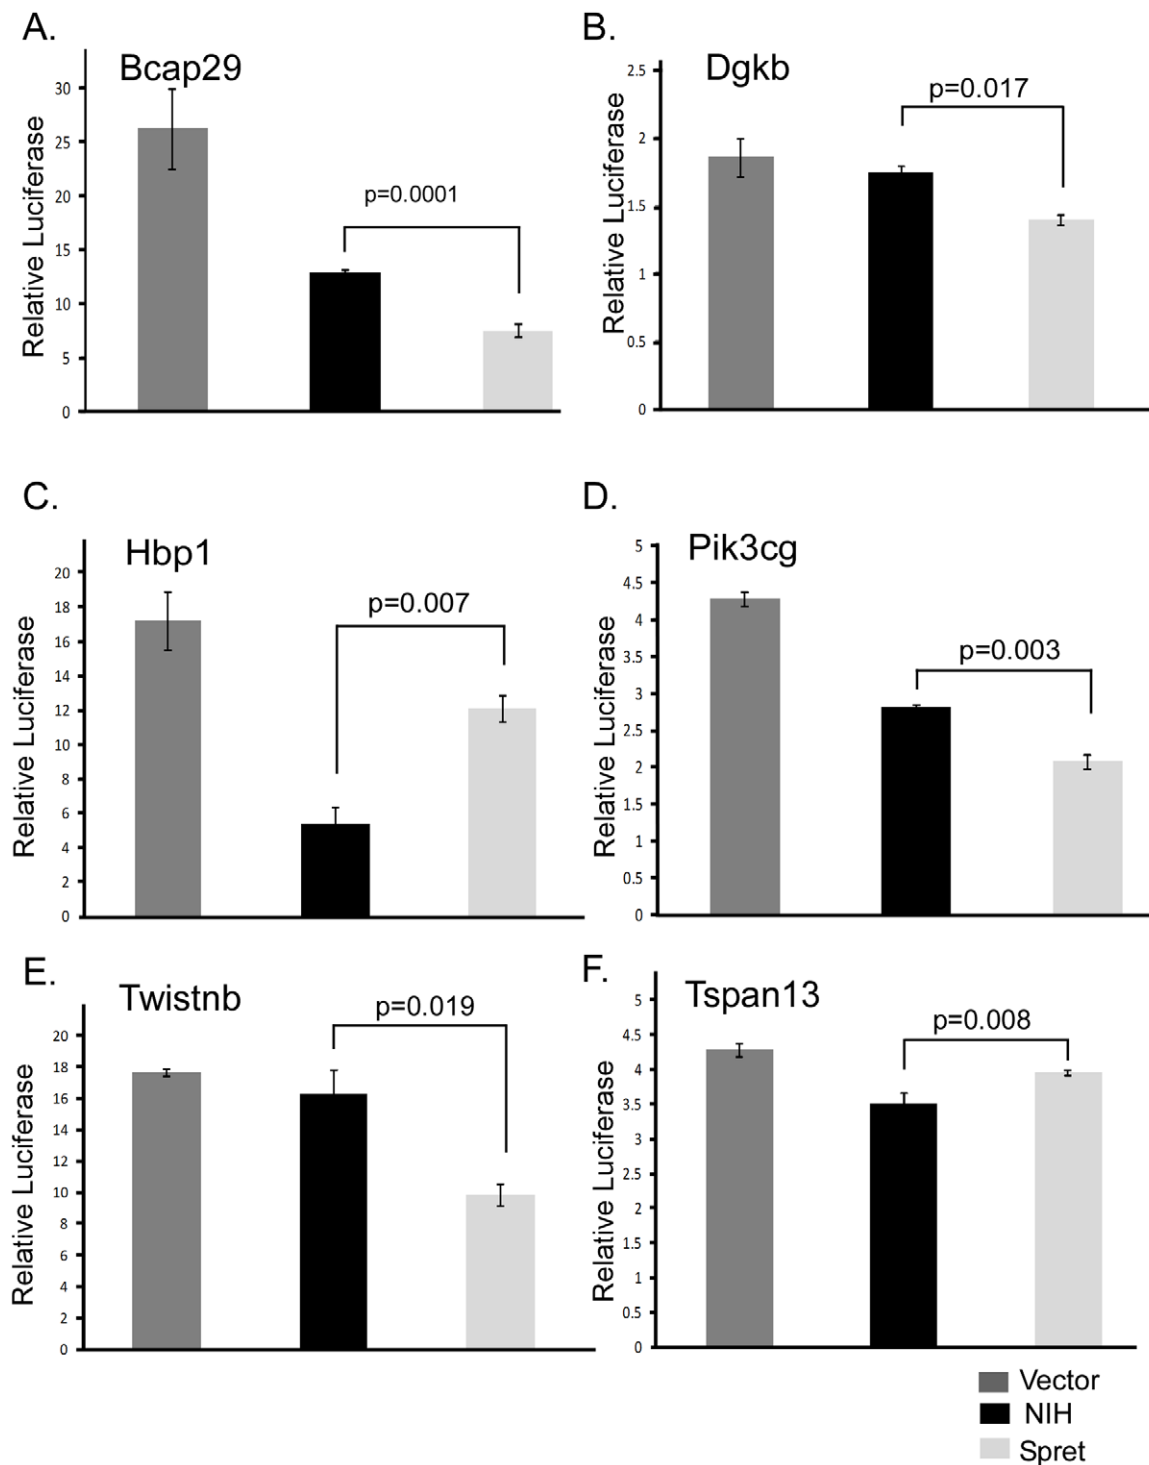 A.
Bcap29
Relative Luciferase
30
25
20
15
10
5
0
p=0.0001
B.
Dgkb
Relative Luciferase
2.5
2
1.5
1
0.5
0
p=0.017
C.
Hbp1
Relative Luciferase
20
18
16
14
12
10
8
6
4
2
0
p=0.007
D.
Pik3cg
Relative Luciferase
5
4.5
4
3.5
3
2.5
2
1.5
1
0.5
0
p=0.003
E.
Twistnb
Relative Luciferase
20
18
16
14
12
10
8
6
4
2
0
p=0.019
F.
Tspan13
Relative Luciferase
5
4.5
4
3.5
3
2.5
2
1.5
1
0.5
0
p=0.008
Vector
NIH
Spret